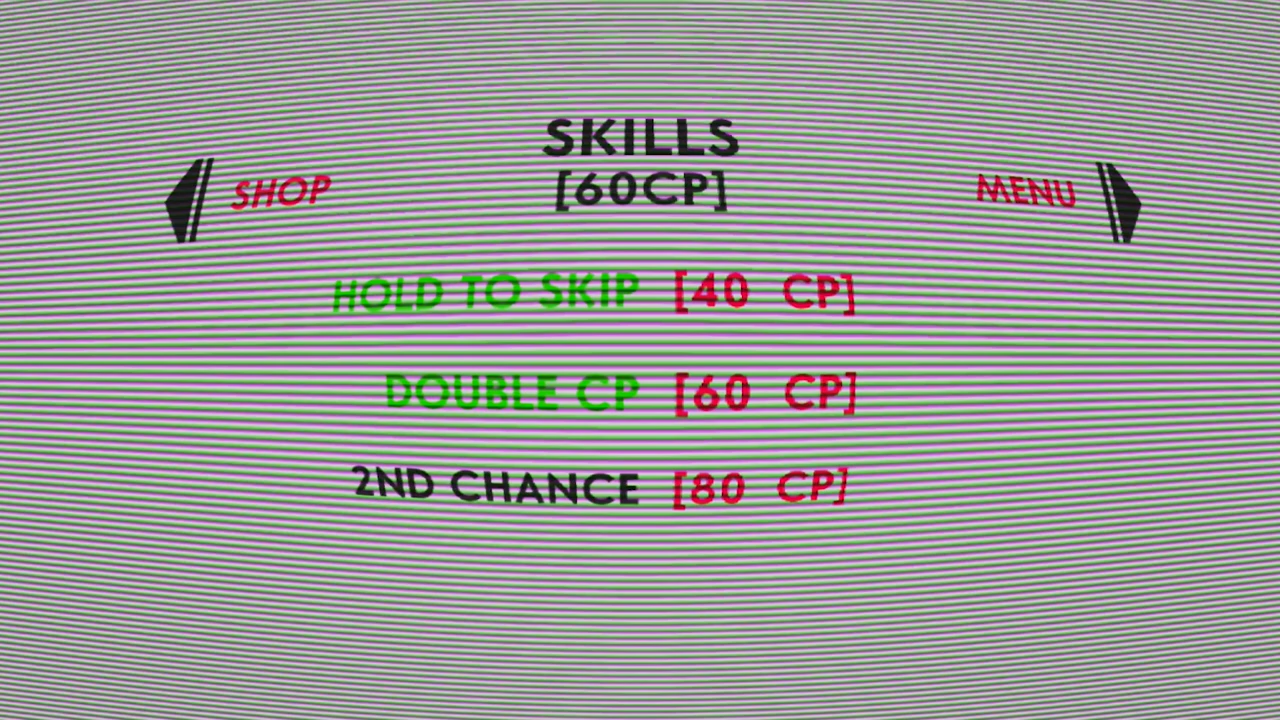 SKILLS
[60CP]
SHOP
MENU
HOLD TO SKIP [40 CP]
DOUBLE CP [60 CP]
2ND CHANCE [80 CP]